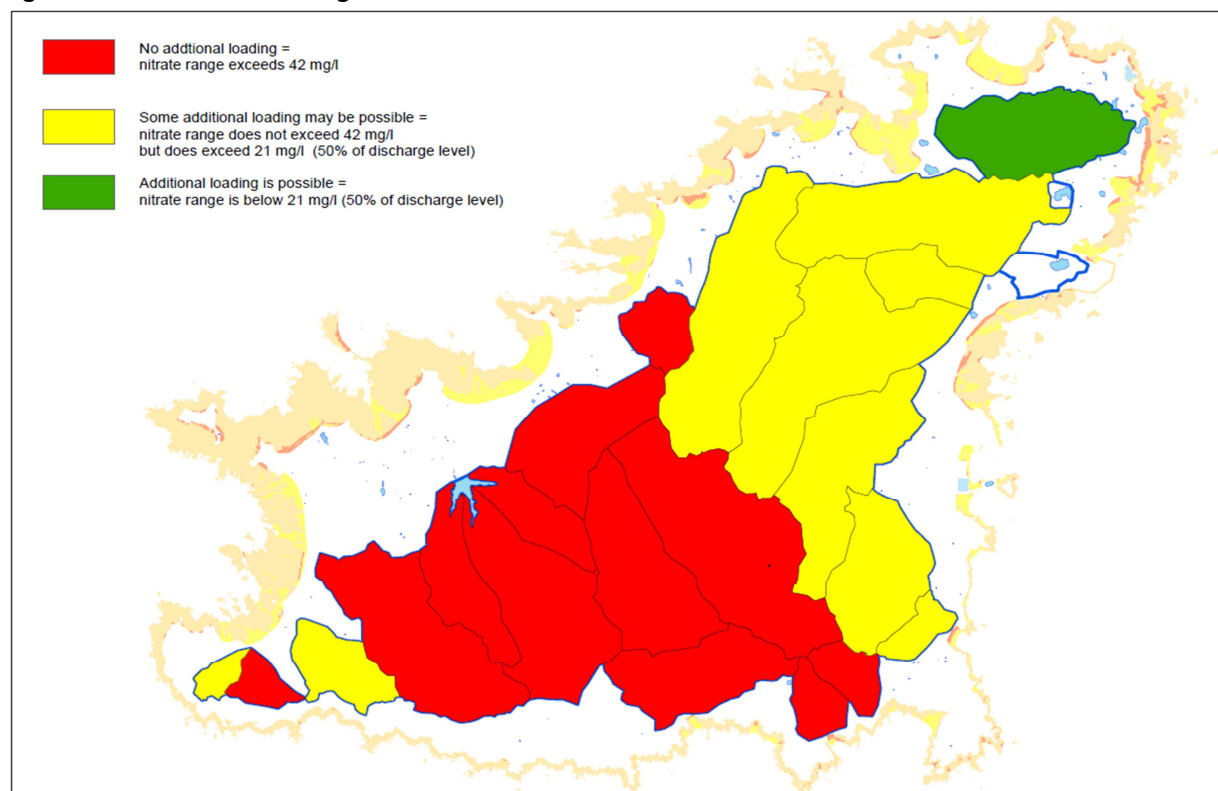 No addtional loading =
nitrate range exceeds 42 mg/l
Some additional loading may be possible =
nitrate range does not exceed 42 mg/l
but does exceed 21 mg/l (50% of discharge level)
Additional loading is possible =
nitrate range is below 21 mg/l (50% of discharge level)